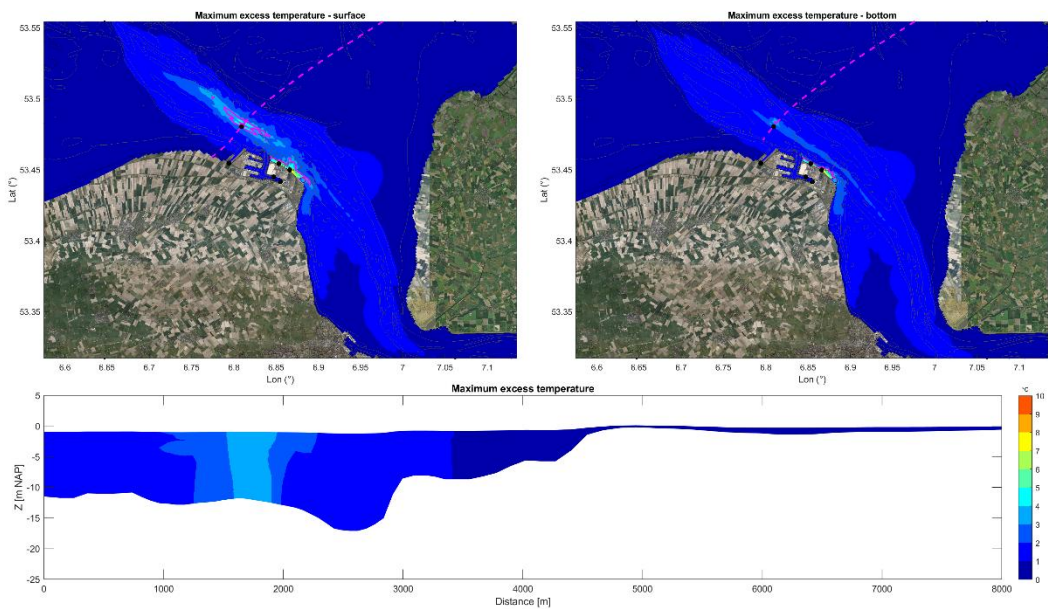 Maximum excess temperature - surface
53.55
53.5
53.45
53.4
53.35
Lat (°)
6.6 6.65 6.7 6.75 6.8 6.85 6.9 6.95 7 7.05 7.1
Lon (°)
Maximum excess temperature - bottom
53.55
53.5
53.45
53.4
53.35
Lat (°)
6.6 6.65 6.7 6.75 6.8 6.85 6.9 6.95 7 7.05 7.1
Lon (°)
Maximum excess temperature
5
0
-5
-10
-15
-20
-25
Z [m NAP]
0 1000 2000 3000 4000 5000 6000 7000 8000
Distance [m]
°C
10
9
8
7
6
5
4
3
2
1
0